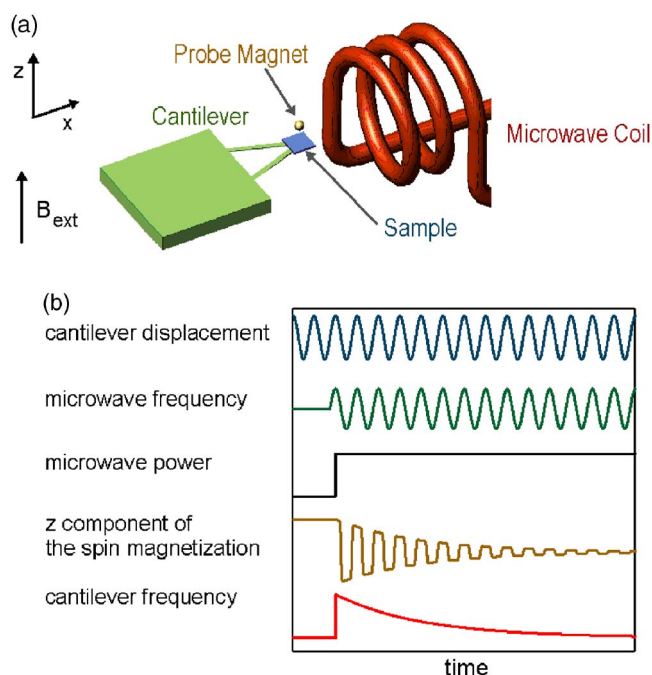 (a)
z
x
B_ext
Probe Magnet
Cantilever
Microwave Coil
Sample
(b)
cantilever displacement
microwave frequency
microwave power
z component of
the spin magnetization
cantilever frequency
time